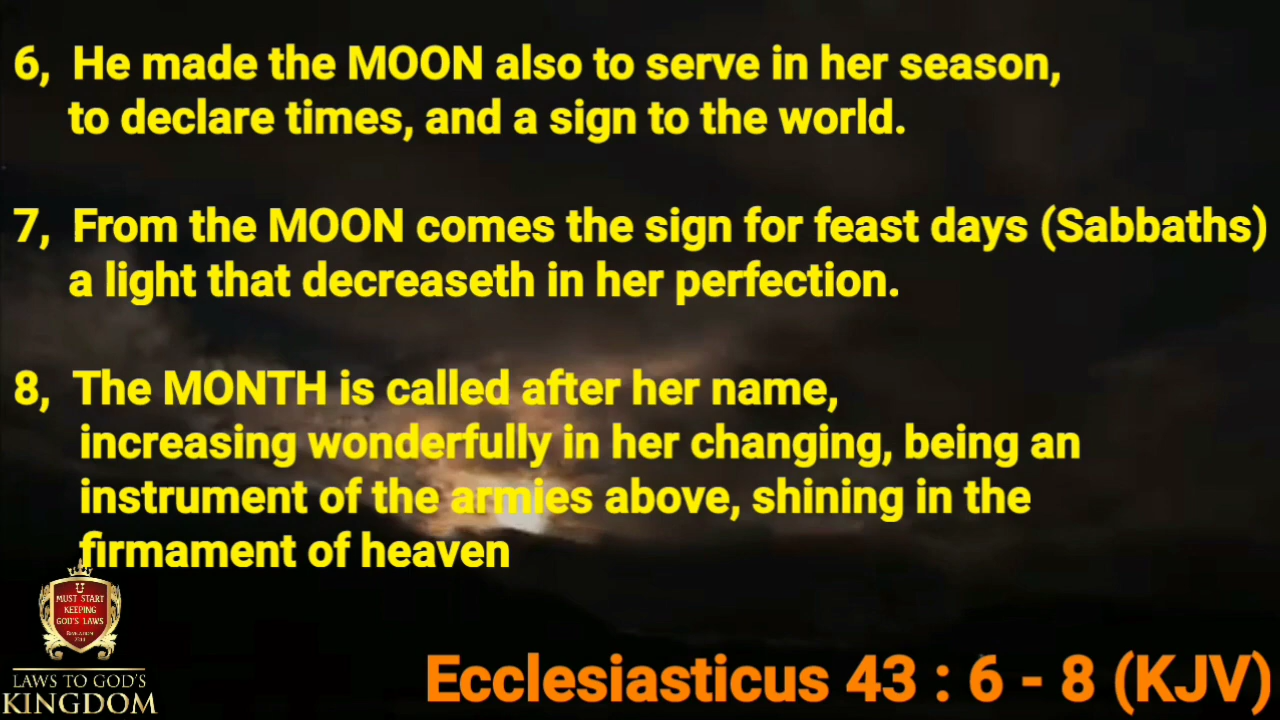 6, He made the MOON also to serve in her season,
to declare times, and a sign to the world.
7, From the MOON comes the sign for feast days (Sabbaths)
a light that decreaseth in her perfection.
8, The MONTH is called after her name,
increasing wonderfully in her changing, being an
instrument of the armies above, shining in the
firmament of heaven
U
MUST START
KEEPING
GOD'S LAWS
LAWS TO GOD'S
KINGDOM
Ecclesiasticus 43 : 6 - 8 (KJV)